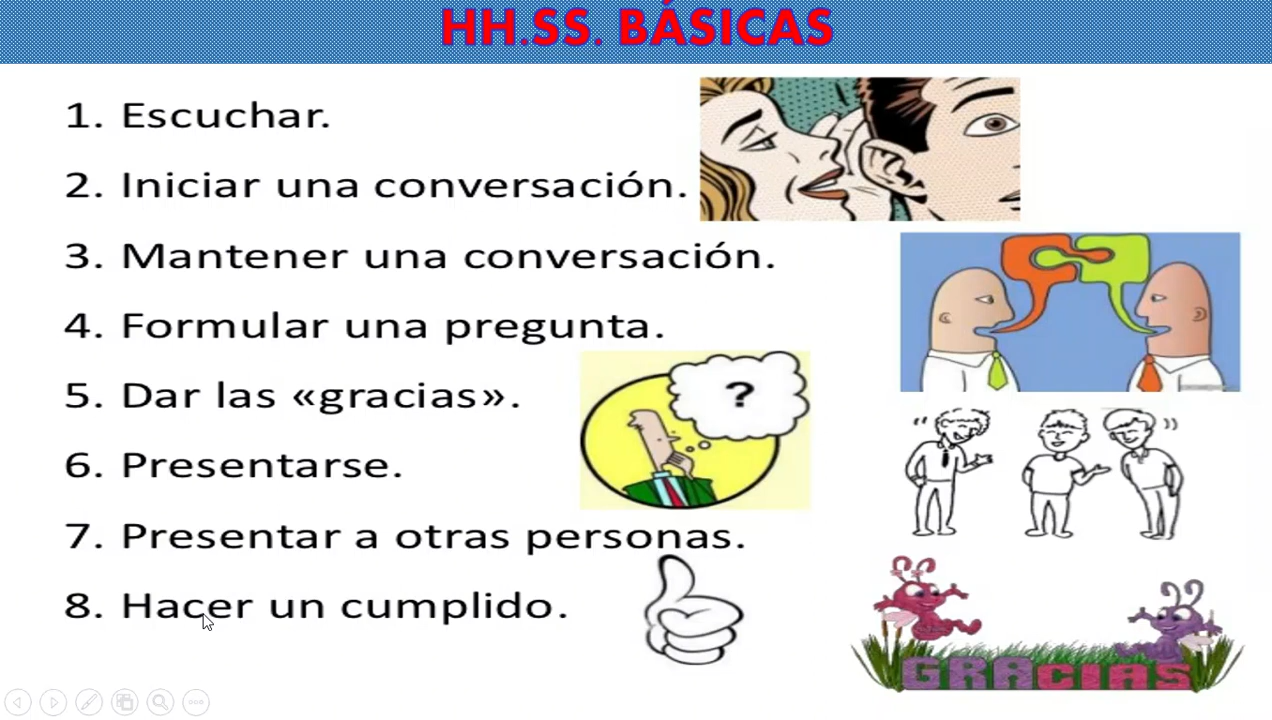 HH.SS. BÁSICAS
1. Escuchar.
2. Iniciar una conversación.
3. Mantener una conversación.
4. Formular una pregunta.
?
5. Dar las «gracias».
6. Presentarse.
7. Presentar a otras personas.
8. Hacer un cumplido.
GRACIAS